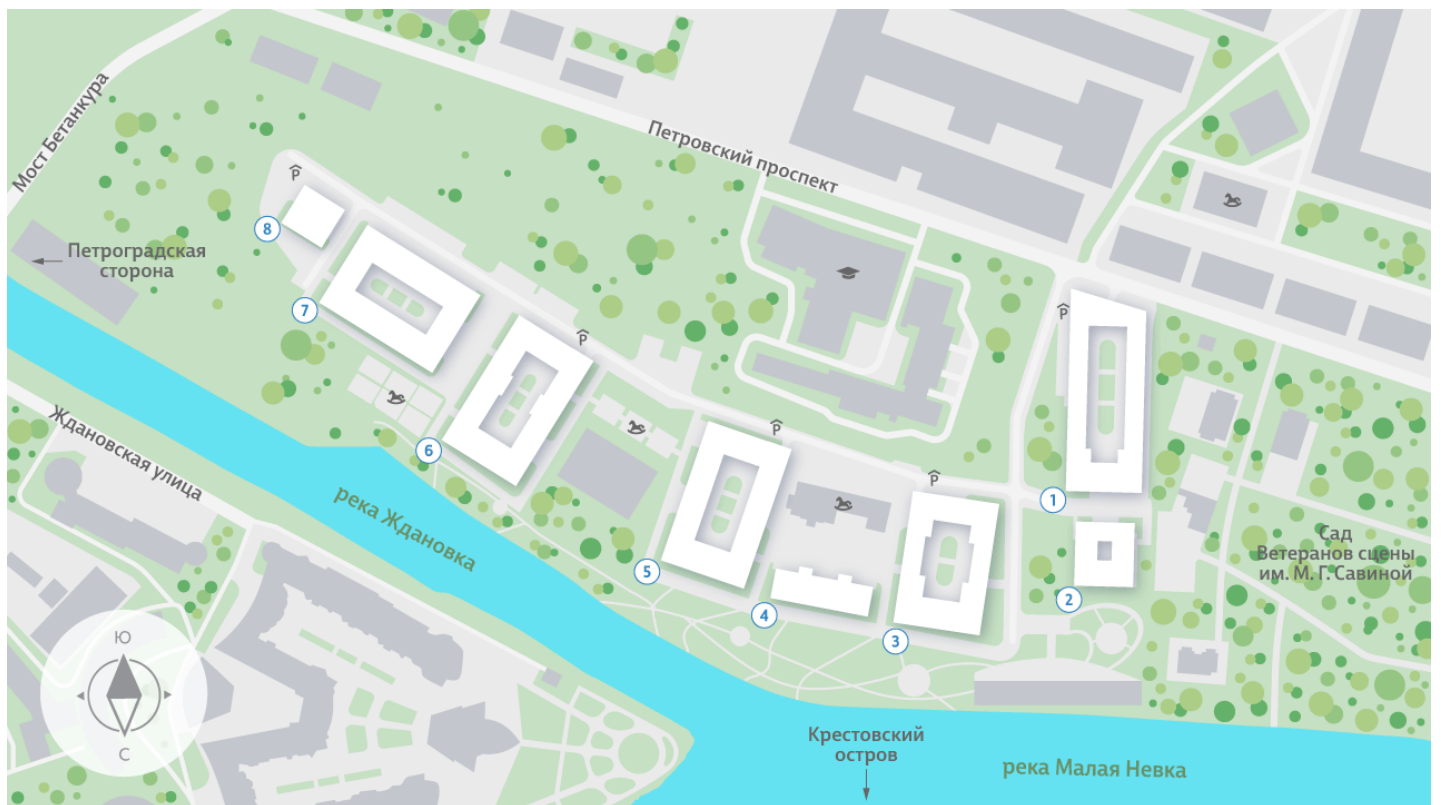 Мост Бетанкура
Петровский проспект
P
8
Петроградская
сторона
7
P
P
6
P
P
1
5
Ждановская улица
река Ждановка
Сад
Ветеранов сцены
им. М. Г. Савиной
2
4
3
Ю
С
Крестовский
остров
река Малая Невка